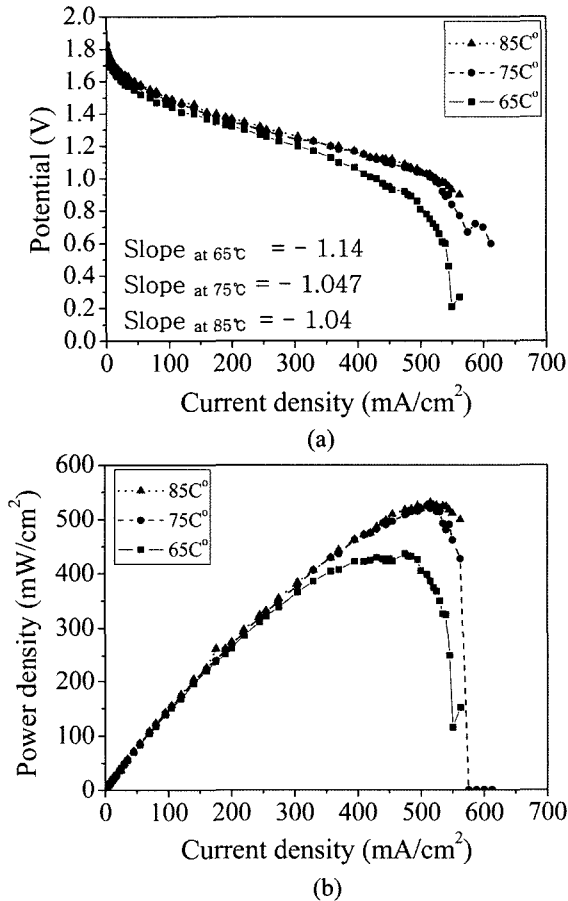 2.0
1.8
1.6
1.4
1.2
1.0
0.8
0.6
0.4
0.2
0.0
Potential (V)
85C°
75C°
65C°
Slope at 65℃ = - 1.14
Slope at 75℃ = - 1.047
Slope at 85℃ = - 1.04
0 100 200 300 400 500 600 700
Current density (mA/cm²)
(a)
600
500
400
300
200
100
0
Power density (mW/cm²)
85C°
75C°
65C°
0 100 200 300 400 500 600 700
Current density (mA/cm²)
(b)